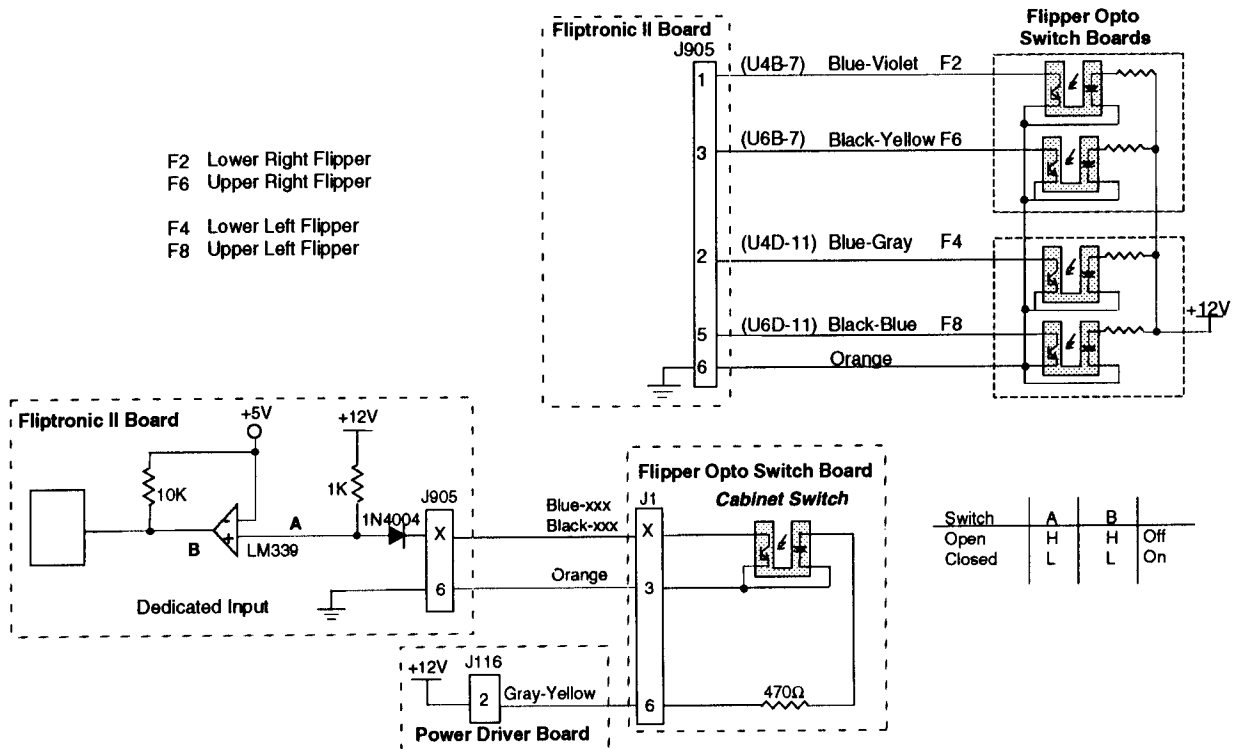 Fliptronic II Board
J905
Flipper Opto
Switch Boards
1 (U4B-7) Blue-Violet F2
3 (U6B-7) Black-Yellow F6
2 (U4D-11) Blue-Gray F4
5 (U6D-11) Black-Blue F8
6 Orange
+12V
F2 Lower Right Flipper
F6 Upper Right Flipper
F4 Lower Left Flipper
F8 Upper Left Flipper
Fliptronic II Board
+5V
+12V
10K
1K
1N4004
J905
A
B
-
+
LM339
X
6
Dedicated Input
Blue-xxx
Black-xxx
Orange
Flipper Opto Switch Board
J1
Cabinet Switch
X
3
6
470Ω
+12V
J116
2
Gray-Yellow
Power Driver Board
Switch A B
Open H H Off
Closed L L On